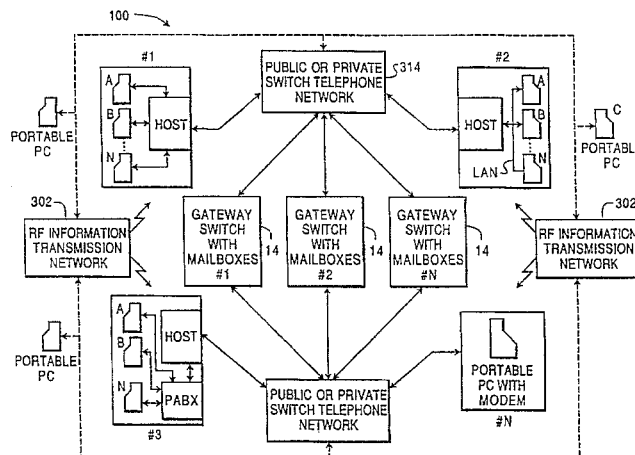 100
#1
#2
A
B
N
HOST
PUBLIC OR PRIVATE
SWITCH TELEPHONE
NETWORK
314
HOST
A
B
N
LAN
PORTABLE
PC
C
PORTABLE
PC
302
RF INFORMATION
TRANSMISSION
NETWORK
GATEWAY
SWITCH
WITH
MAILBOXES
#1
14
GATEWAY
SWITCH
WITH
MAILBOXES
#2
14
GATEWAY
SWITCH
WITH
MAILBOXES
#N
14
302
RF INFORMATION
TRANSMISSION
NETWORK
PORTABLE
PC
A
B
N
HOST
PABX
#3
PUBLIC OR PRIVATE
SWITCH TELEPHONE
NETWORK
PORTABLE
PC WITH
MODEM
#N